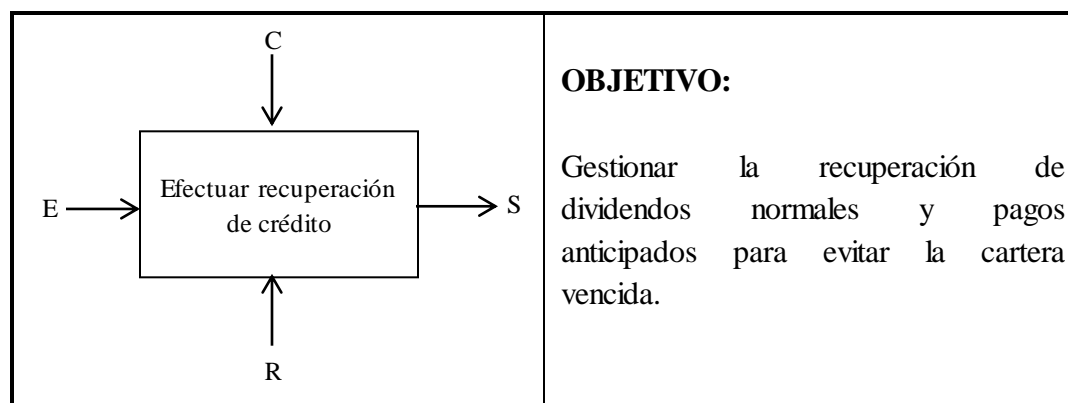 C
E
Efectuar recuperación
de crédito
S
R
OBJETIVO:
Gestionar la recuperación de
dividendos normales y pagos
anticipados para evitar la cartera
vencida.